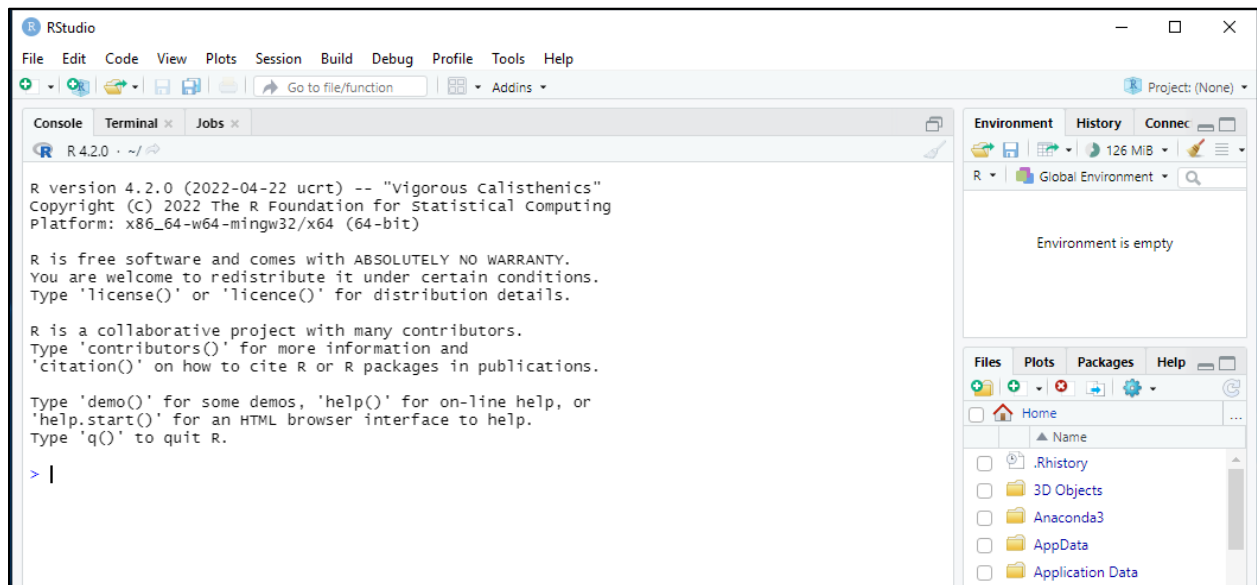 RStudio
File Edit Code View Plots Session Build Debug Profile Tools Help
Go to file/function Addins Project: (None)
Console Terminal Jobs
R 4.2.0 · ~/
R version 4.2.0 (2022-04-22 ucrt) -- "Vigorous Calisthenics"
Copyright (C) 2022 The R Foundation for Statistical Computing
Platform: x86_64-w64-mingw32/x64 (64-bit)
R is free software and comes with ABSOLUTELY NO WARRANTY.
You are welcome to redistribute it under certain conditions.
Type 'license()' or 'licence()' for distribution details.
R is a collaborative project with many contributors.
Type 'contributors()' for more information and
'citation()' on how to cite R or R packages in publications.
Type 'demo()' for some demos, 'help()' for on-line help, or
'help.start()' for an HTML browser interface to help.
Type 'q()' to quit R.
>
Environment History Connec
126 MiB
R Global Environment
Environment is empty
Files Plots Packages Help
Home ...
Name
.Rhistory
3D Objects
Anaconda3
AppData
Application Data